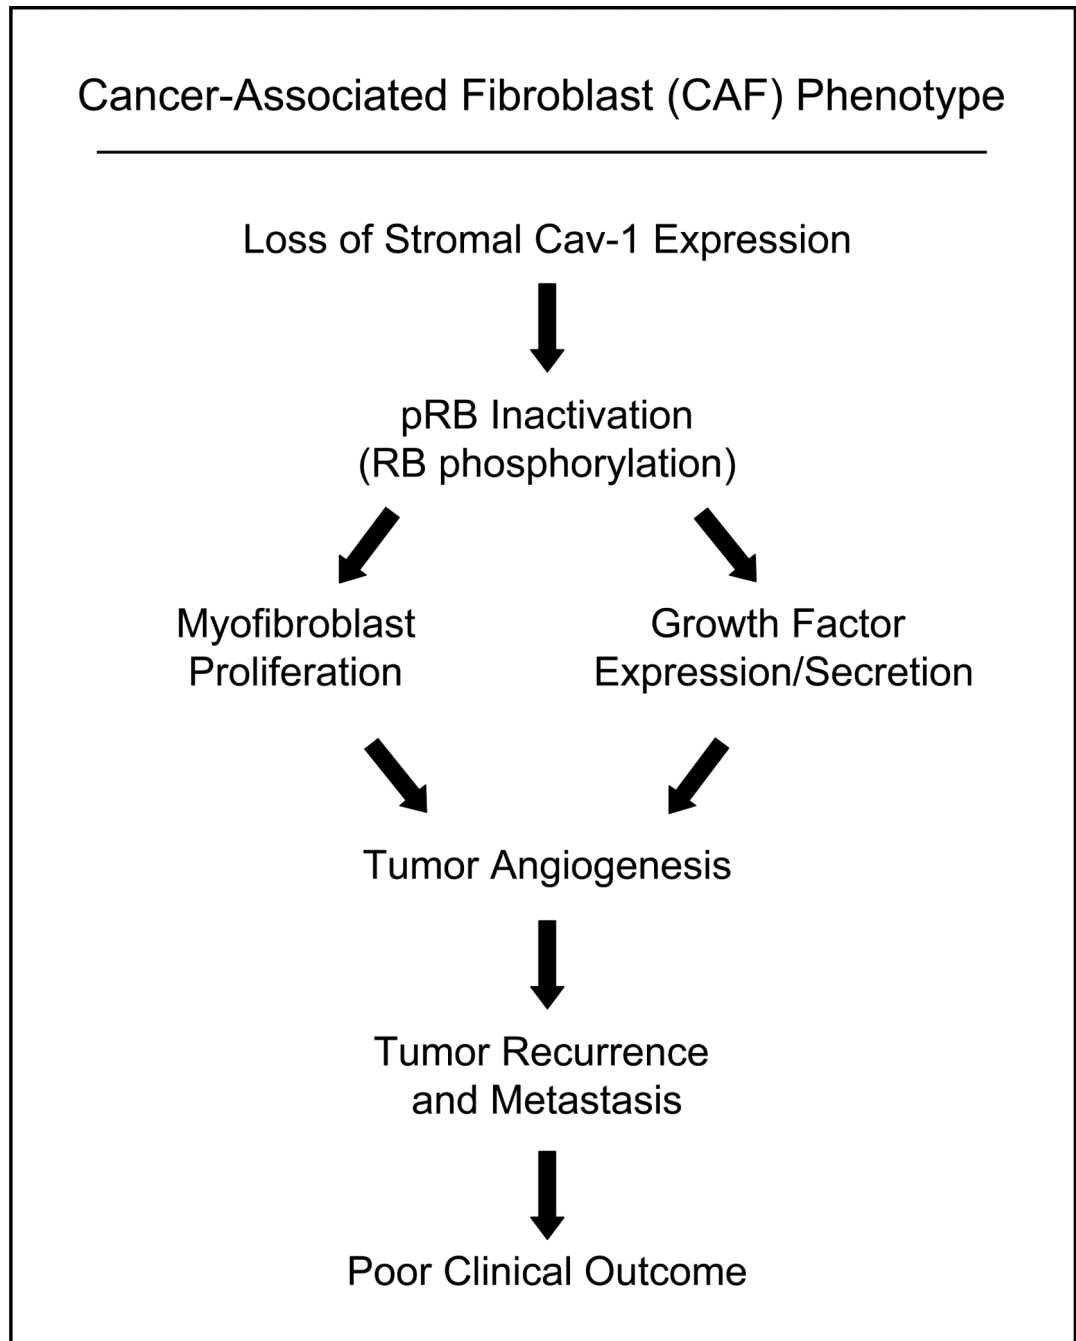 Cancer-Associated Fibroblast (CAF) Phenotype
Loss of Stromal Cav-1 Expression
pRB Inactivation
(RB phosphorylation)
Myofibroblast
Proliferation
Growth Factor
Expression/Secretion
Tumor Angiogenesis
Tumor Recurrence
and Metastasis
Poor Clinical Outcome